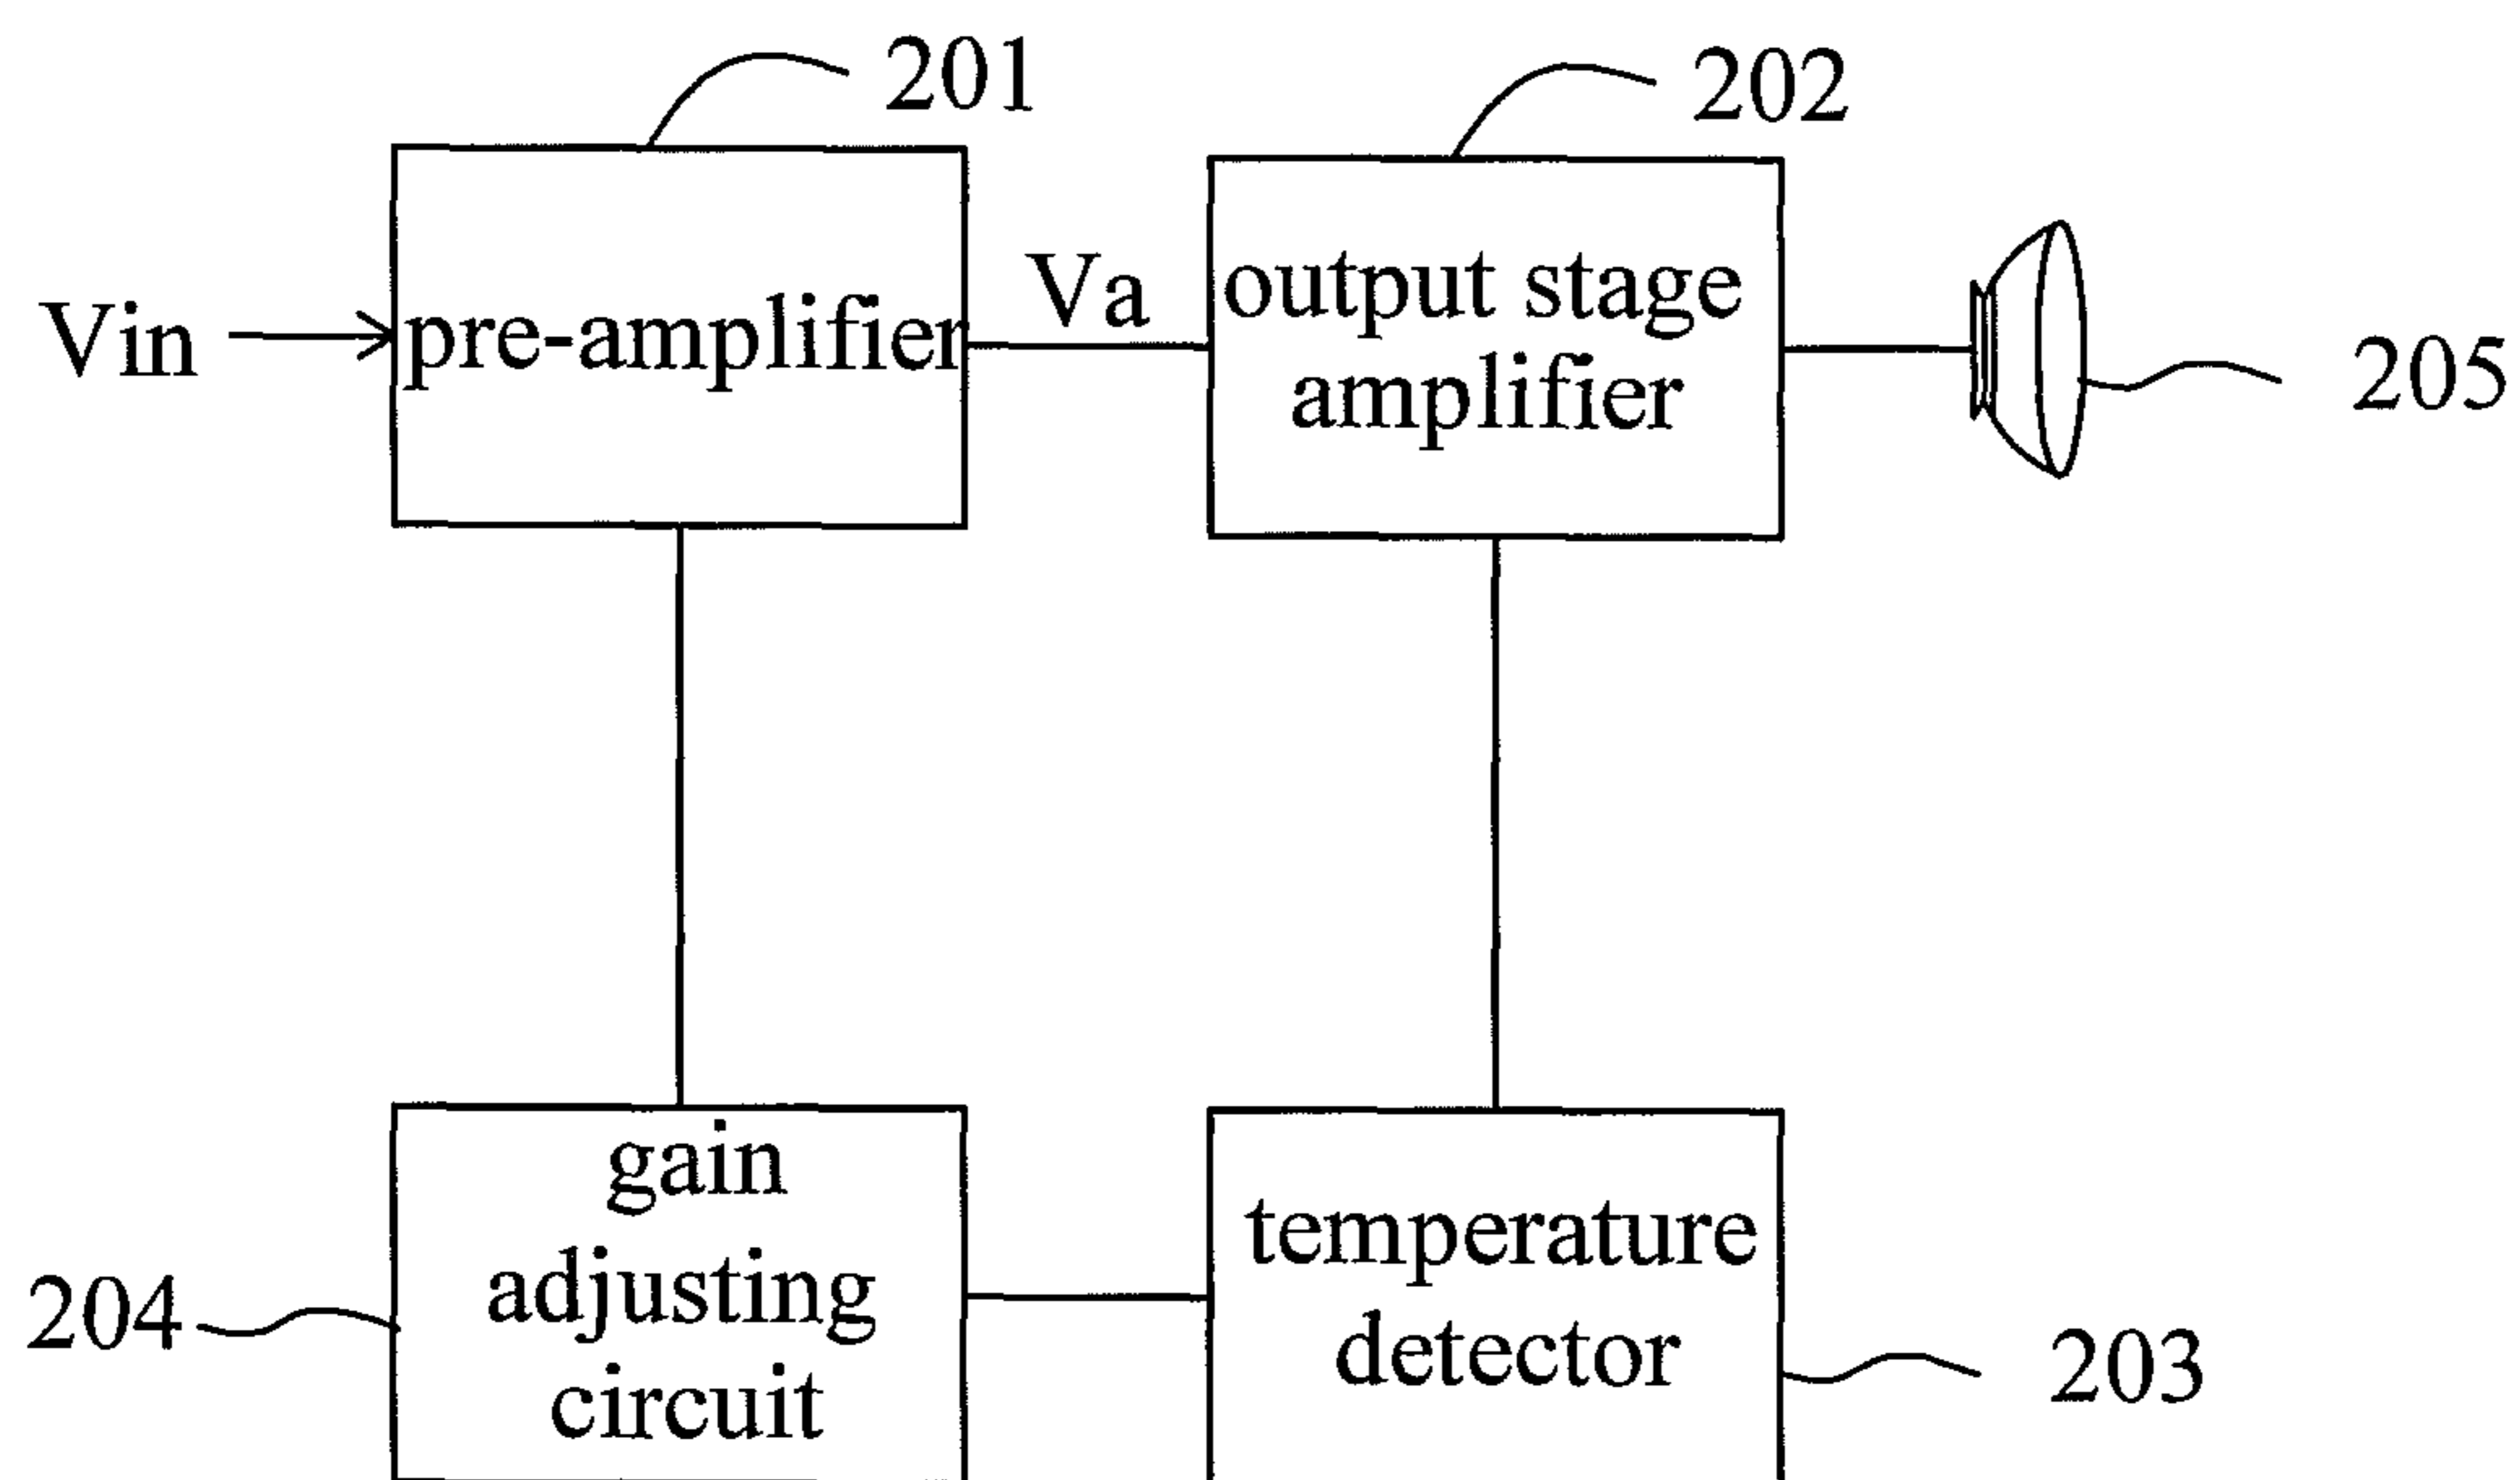 201
202
Vin
pre-amplifier
Va
output stage
amplifier
205
gain
adjusting
circuit
temperature
detector
204
203